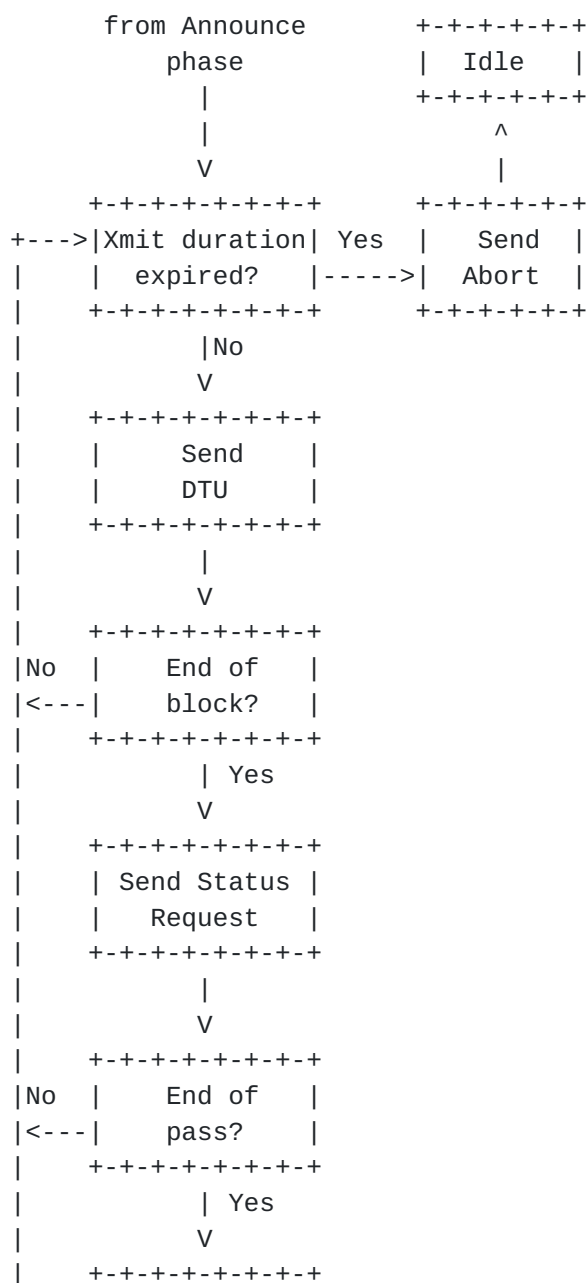 from Announce       +-+-+-+-+-+
          phase           |  Idle   |
            |             +-+-+-+-+-+
            |                  ^
            V                  |
     +-+-+-+-+-+-+-+      +-+-+-+-+-+
+--->|Xmit duration| Yes  |   Send  |
|    |  expired?   |----->|  Abort  |
|    +-+-+-+-+-+-+-+      +-+-+-+-+-+
|           |No
|           V
|    +-+-+-+-+-+-+-+
|    |     Send    |
|    |     DTU     |
|    +-+-+-+-+-+-+-+
|           |
|           V
|    +-+-+-+-+-+-+-+
|No  |    End of   |
|<---|    block?   |
|    +-+-+-+-+-+-+-+
|           | Yes
|           V
|    +-+-+-+-+-+-+-+
|    | Send Status |
|    |   Request   |
|    +-+-+-+-+-+-+-+
|           |
|           V
|    +-+-+-+-+-+-+-+
|No  |    End of   |
|<---|    pass?    |
|    +-+-+-+-+-+-+-+
|           | Yes
|           V
|    +-+-+-+-+-+-+-+